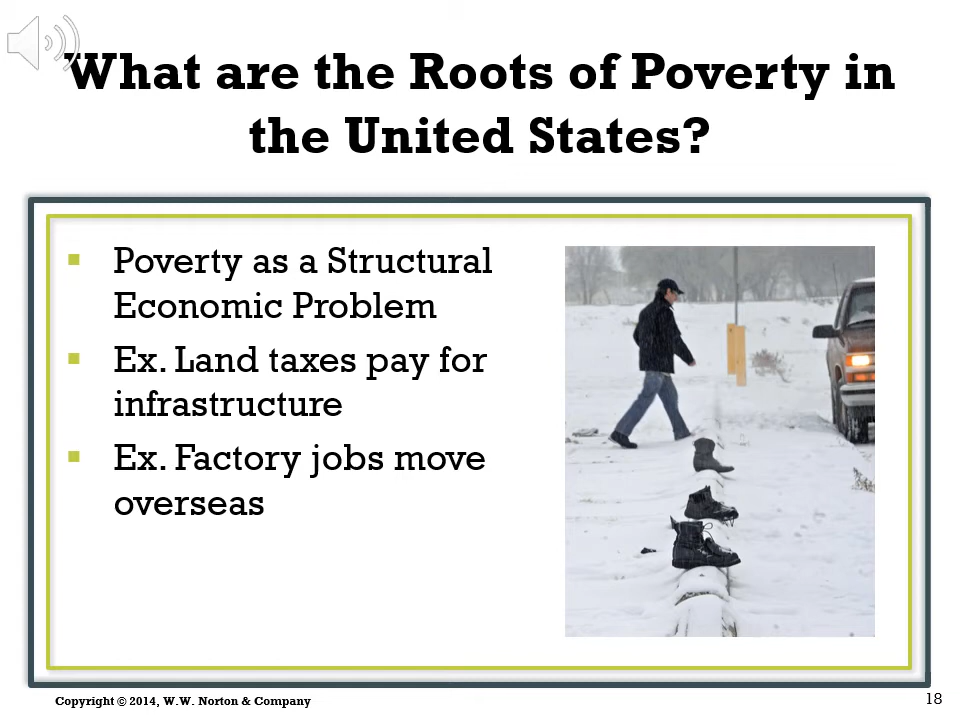 What are the Roots of Poverty in
the United States?
Poverty as a Structural
Economic Problem
Ex. Land taxes pay for
infrastructure
Ex. Factory jobs move
overseas
Copyright © 2014, W.W. Norton & Company
18